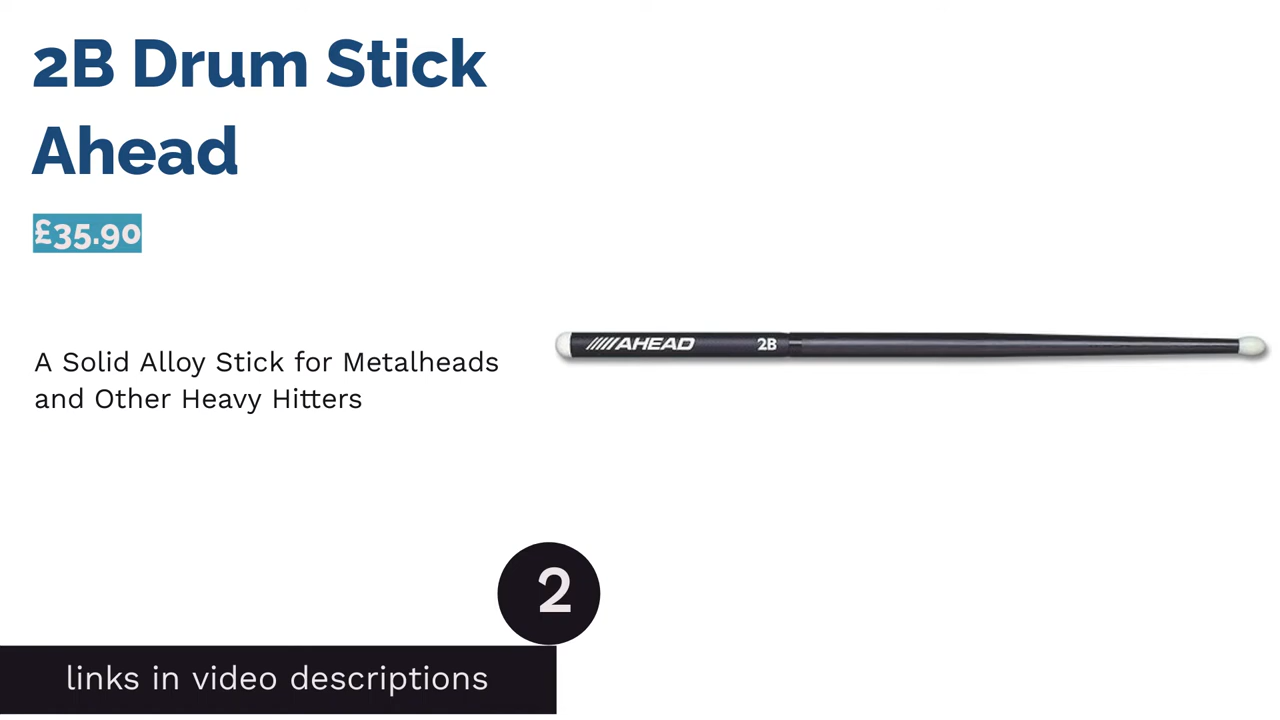 2B Drum Stick
Ahead
£35.90
A Solid Alloy Stick for Metalheads
and Other Heavy Hitters
AHEAD 2B
2
links in video descriptions